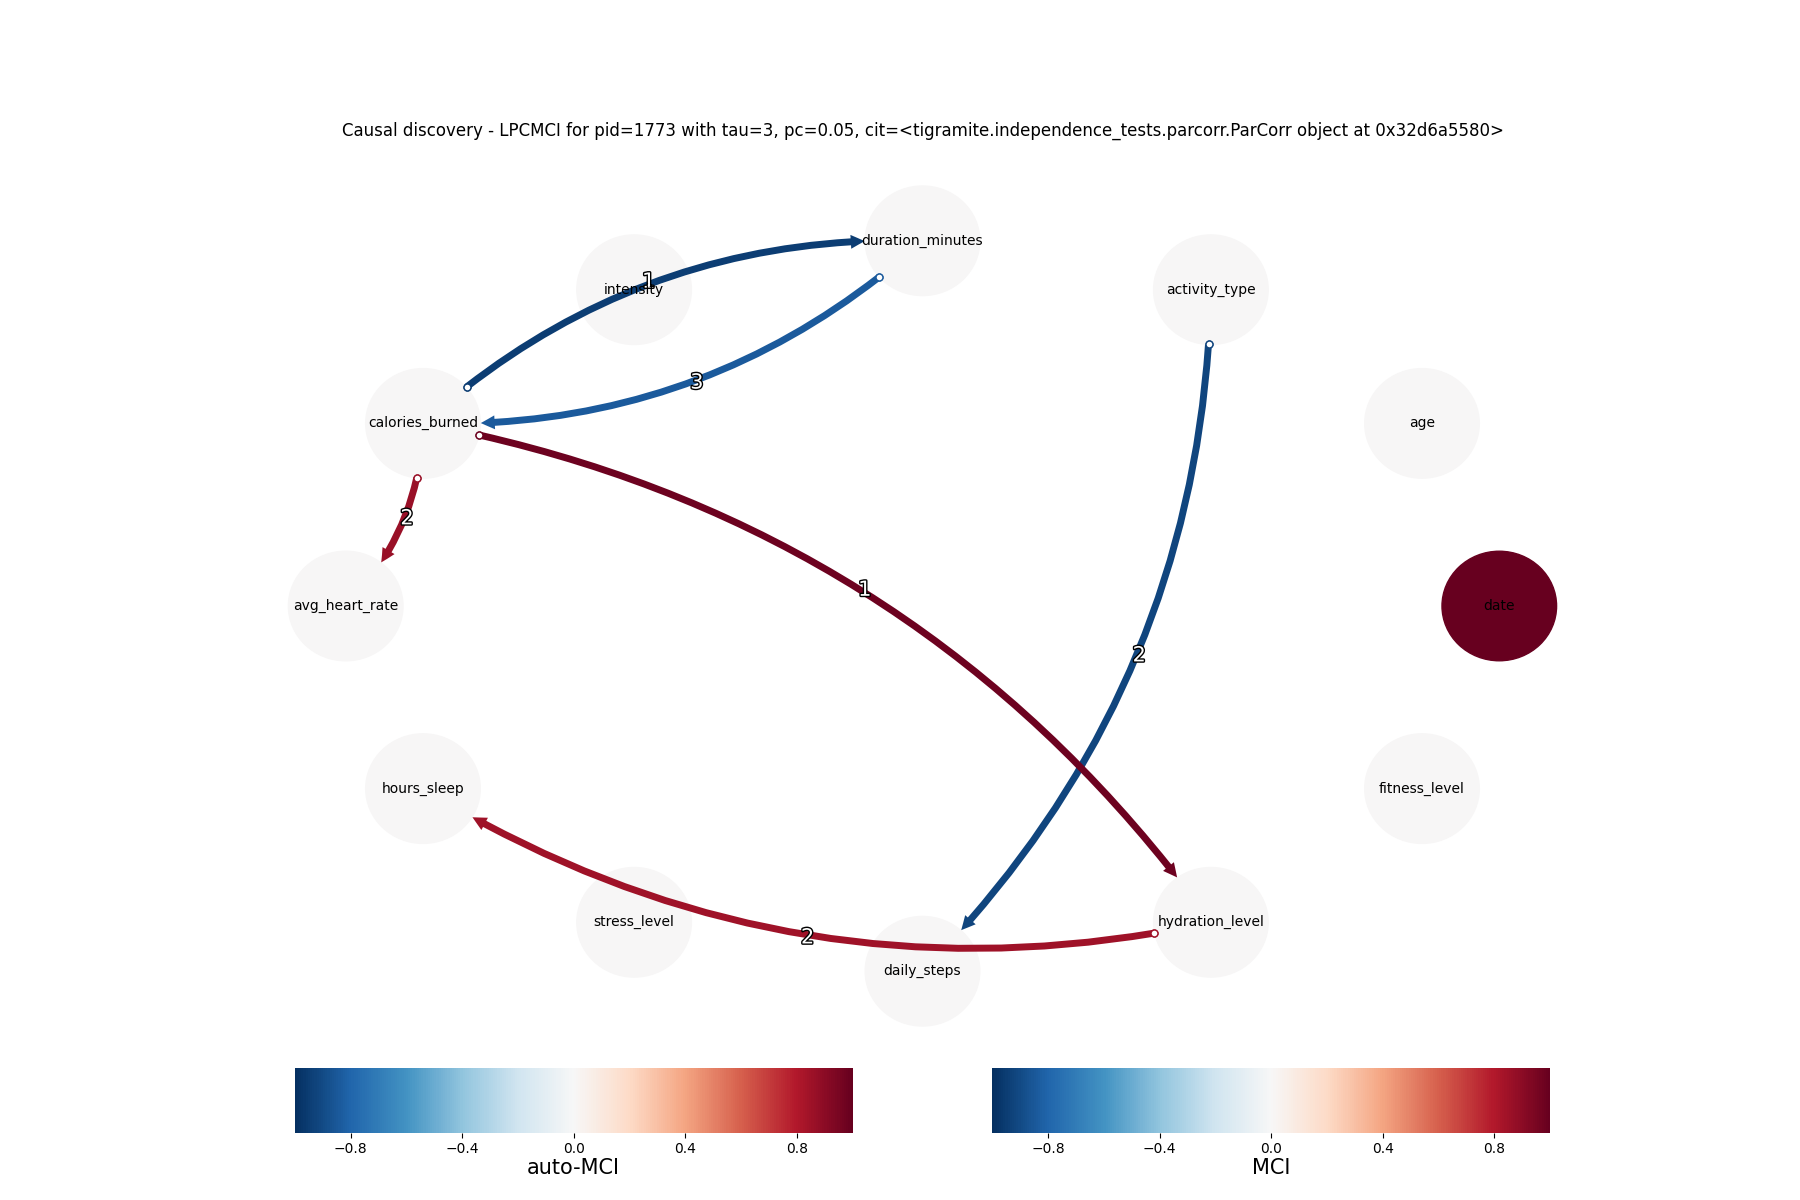 Causal discovery - LPCMCI for pid=1773 with tau=3, pc=0.05, cit=<tigramite.independence_tests.parcorr.ParCorr object at 0x32d6a5580>
duration_minutes
1
intensity
activity_type
3
calories_burned
age
2
1
avg_heart_rate
date
2
hours_sleep
fitness_level
stress_level
2
hydration_level
daily_steps
−0.8 −0.4 0.0 0.4 0.8
auto-MCI
−0.8 −0.4 0.0 0.4 0.8
MCI